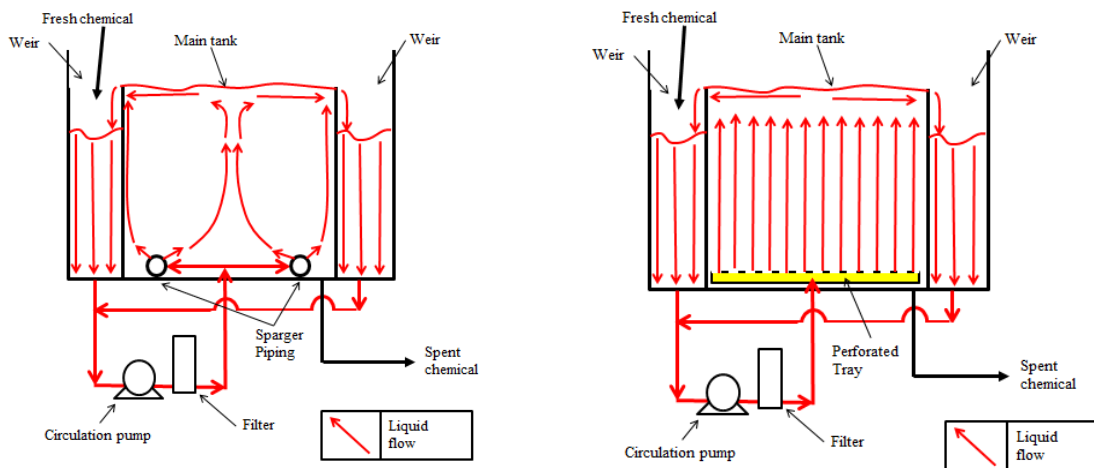 Fresh chemical
Weir
Main tank
Weir
Sparger
Piping
Spent
chemical
Circulation pump
Filter
Liquid
flow
Fresh chemical
Weir
Main tank
Weir
Perforated
Tray
Spent
chemical
Circulation pump
Filter
Liquid
flow